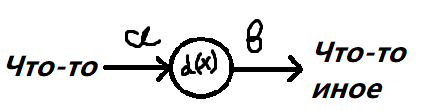 a
в
Что-то
d(x)
Что-то
иное